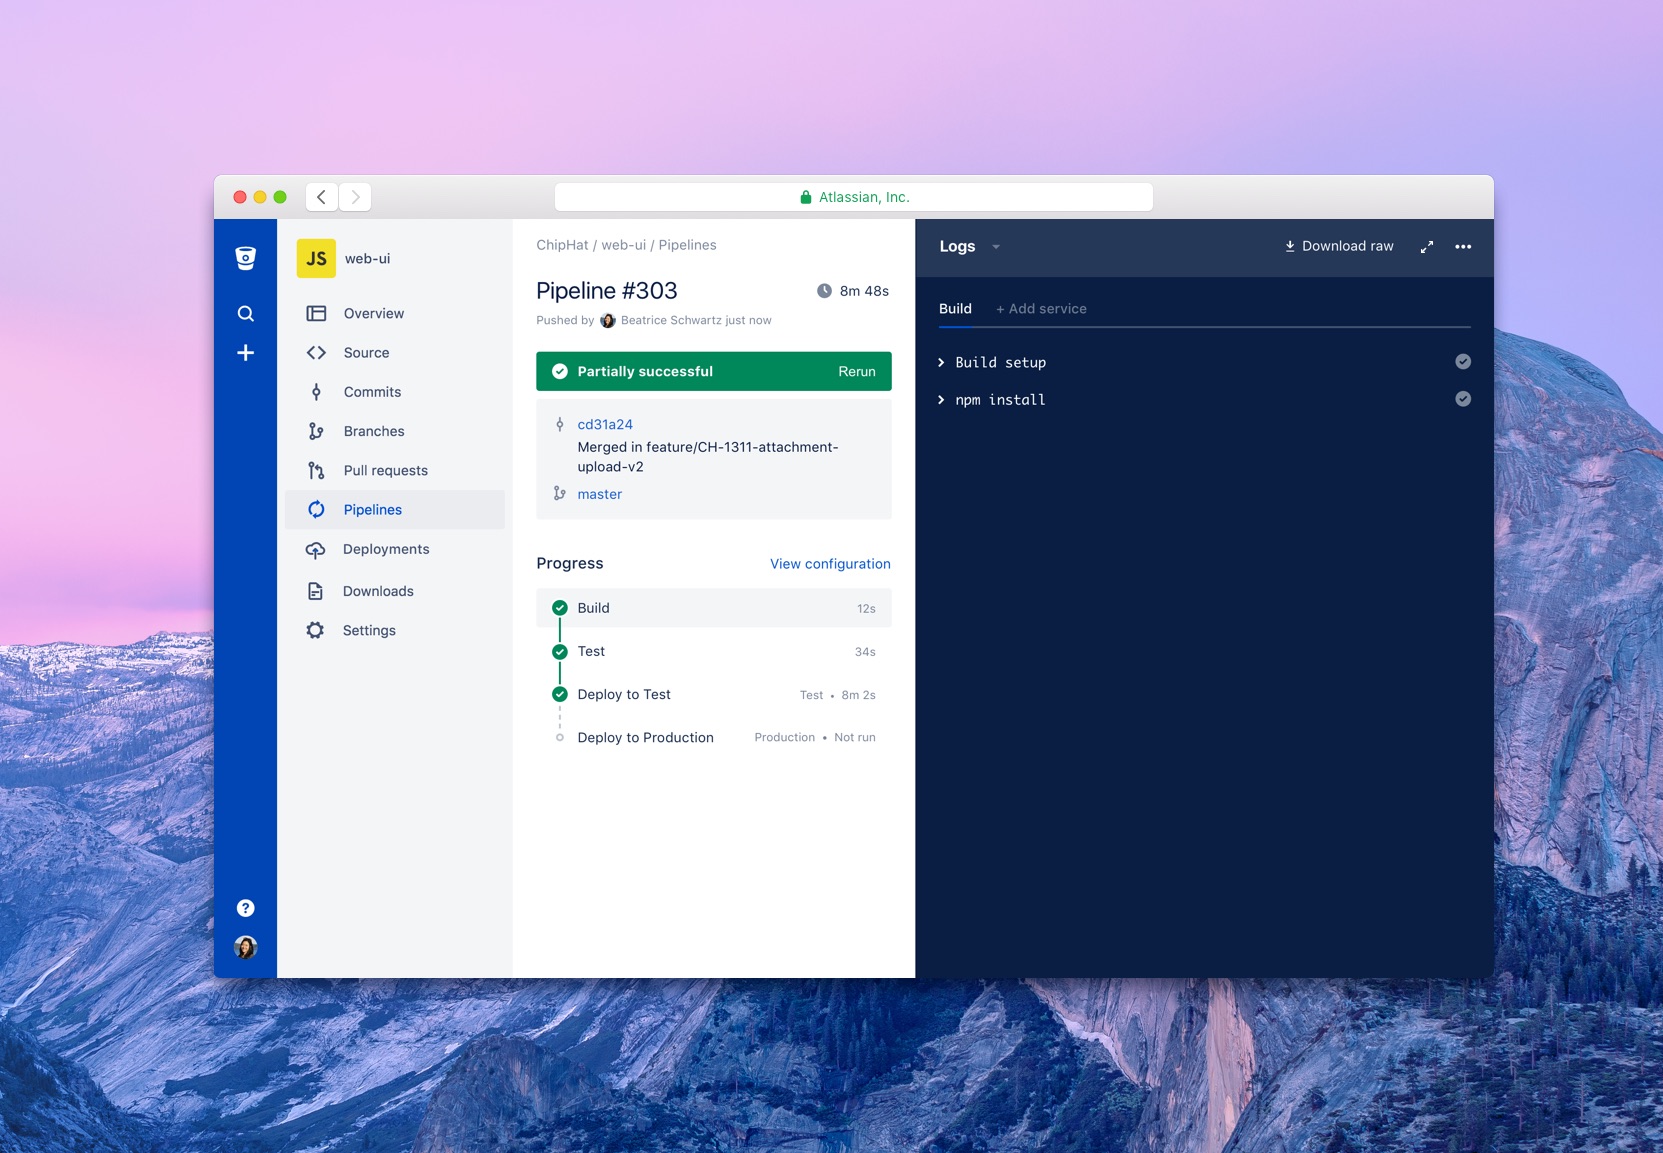 Atlassian, Inc.
JS web-ui
Overview
Source
Commits
Branches
Pull requests
Pipelines
Deployments
Downloads
Settings
?
ChipHat / web-ui / Pipelines
Pipeline #303 8m 48s
Pushed by Beatrice Schwartz just now
Partially successful Rerun
cd31a24
Merged in feature/CH-1311-attachment-
upload-v2
master
Progress View configuration
Build 12s
Test 34s
Deploy to Test Test • 8m 2s
Deploy to Production Production • Not run
Logs Download raw
Build + Add service
Build setup
npm install